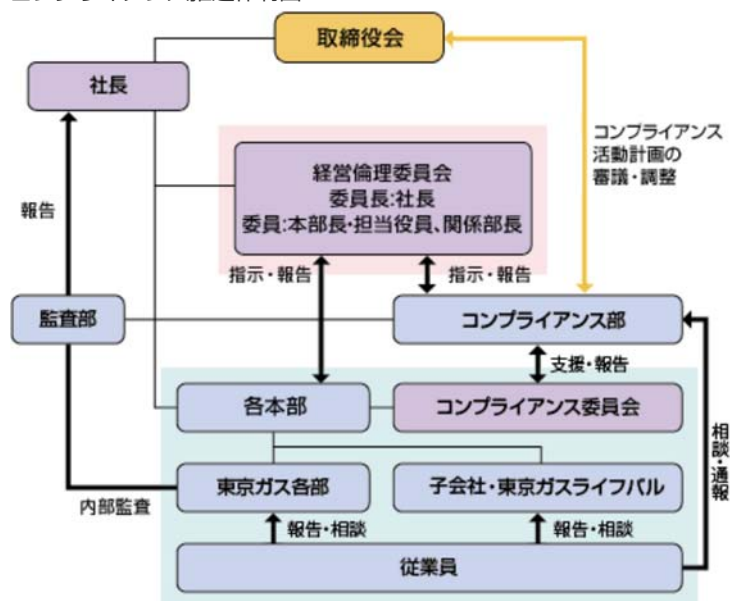 取締役会
社長
コンプライアンス
活動計画の
審議・調整
経営倫理委員会
委員長:社長
委員:本部長・担当役員、関係部長
報告
指示・報告
指示・報告
監査部
コンプライアンス部
支援・報告
各本部
コンプライアンス委員会
相談・通報
東京ガス各部
子会社・東京ガスライフバル
内部監査
報告・相談
報告・相談
従業員